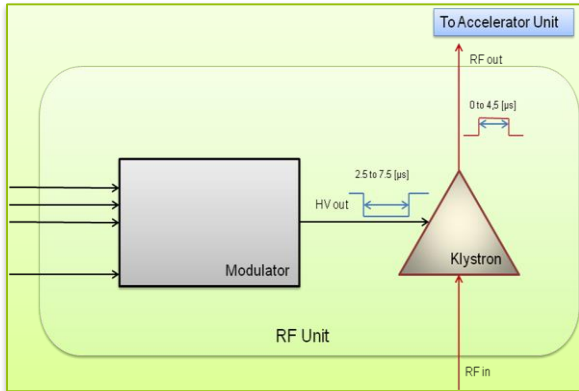 To Accelerator Unit
RF out
0 to 4,5 [µs]
2.5 to 7.5 [µs]
HV out
Modulator
Klystron
RF Unit
RF in